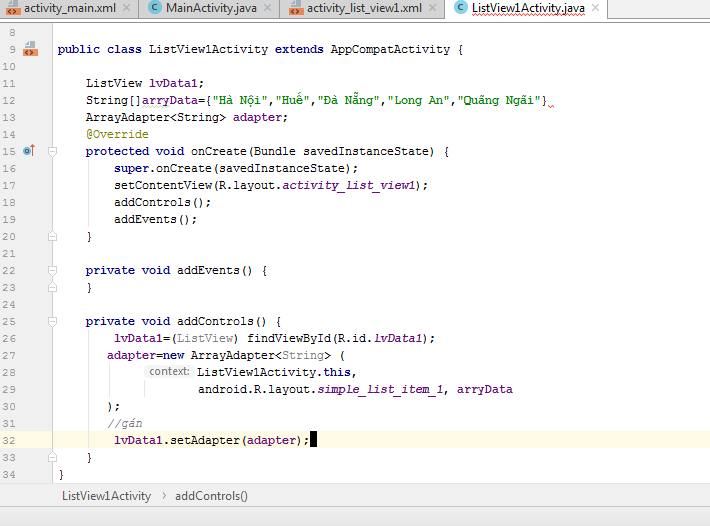 activity_main.xml × MainActivity.java × activity_list_view1.xml × ListView1Activity.java ×
8
9 public class ListView1Activity extends AppCompatActivity {
10
11 ListView lvData1;
12 String[]arryData={"Hà Nội","Huế","Đà Nẵng","Long An","Quãng Ngãi"}
13 ArrayAdapter<String> adapter;
14 @Override
15 protected void onCreate(Bundle savedInstanceState) {
16 super.onCreate(savedInstanceState);
17 setContentView(R.layout.activity_list_view1);
18 addControls();
19 addEvents();
20 }
21
22 private void addEvents() {
23 }
24
25 private void addControls() {
26 lvData1=(ListView) findViewById(R.id.lvData1);
27 adapter=new ArrayAdapter<String> (
28 context: ListView1Activity.this,
29 android.R.layout.simple_list_item_1, arryData
30 );
31 //gán
32 lvData1.setAdapter(adapter);
33 }
34 }
ListView1Activity › addControls()